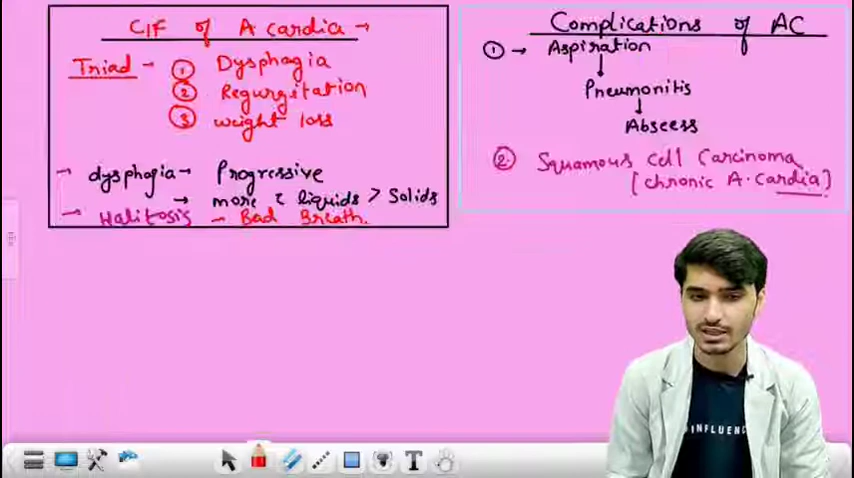 C/F of A cardia →
Triad → ① Dysphagia
② Regurgitation
③ weight loss
→ dysphagia → Progressive
→ more c liquids > Solids
→ Halitosis → Bad Breath.
Complications of AC
① → Aspiration
↓
Pneumonitis
↓
Abscess
② Squamous cell Carcinoma
[chronic A. Cardia]
INFLUENC
T